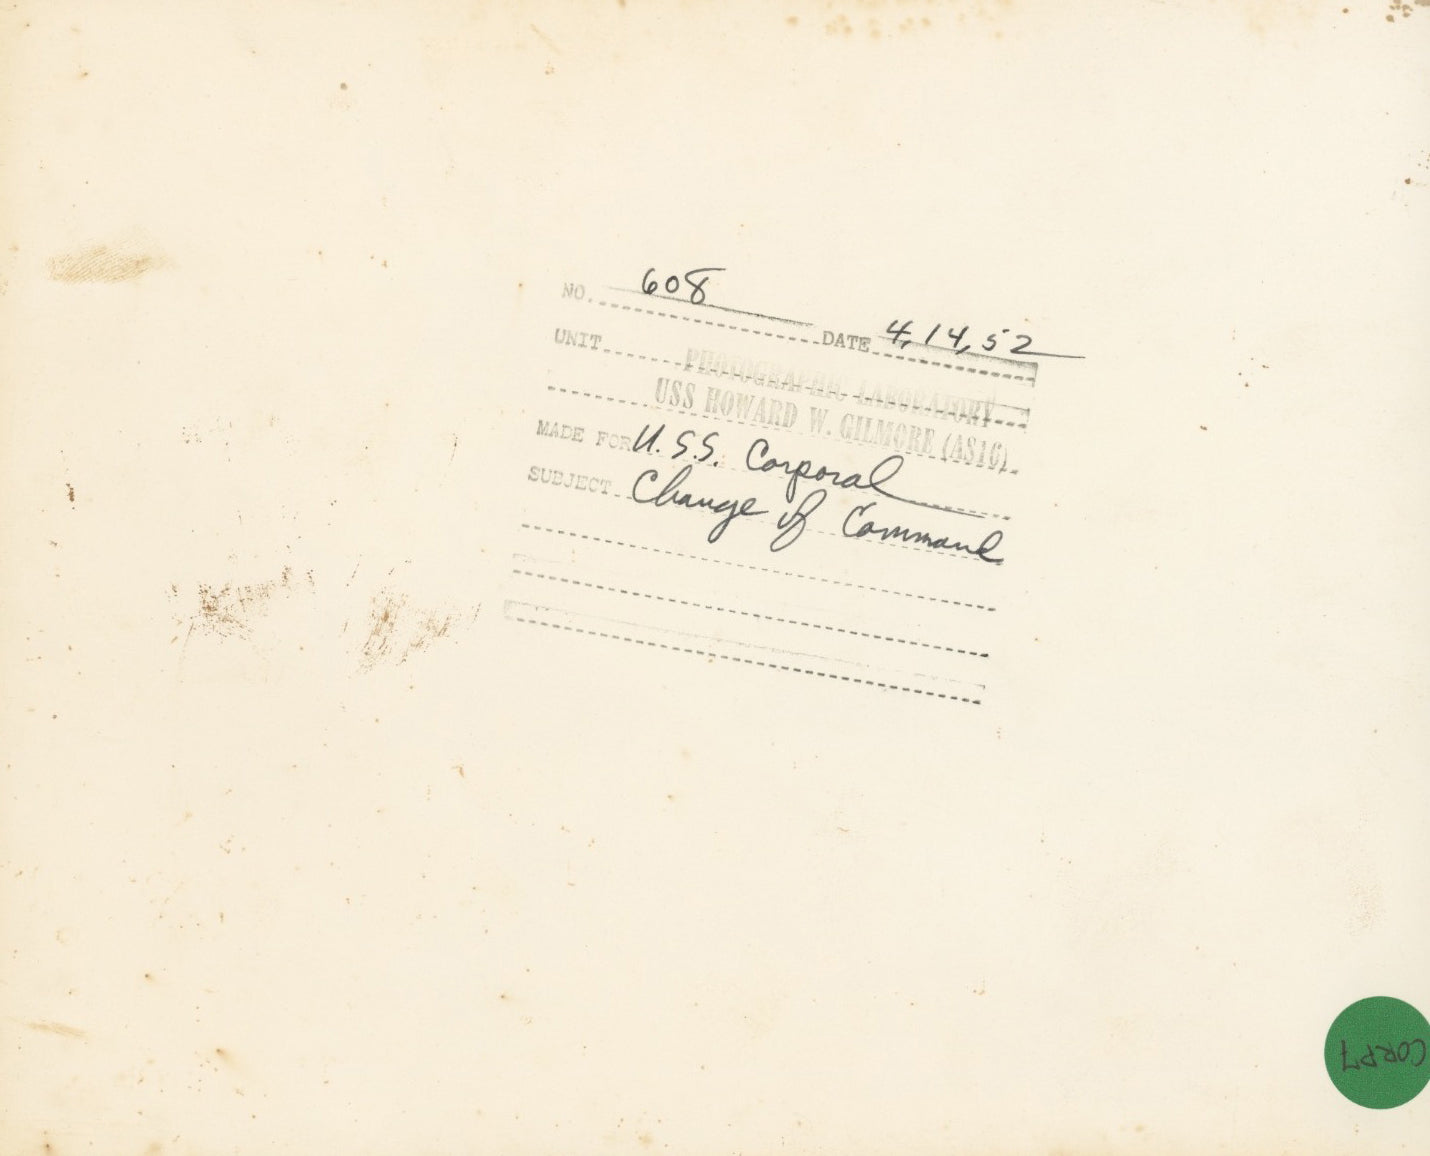 NO. 608 DATE 4, 14, 52
UNIT PHOTOGRAPHIC LABORATORY
USS HOWARD W. GILMORE (AS16)
MADE FOR U.S.S. Corporal
SUBJECT Change of Command
CORP7